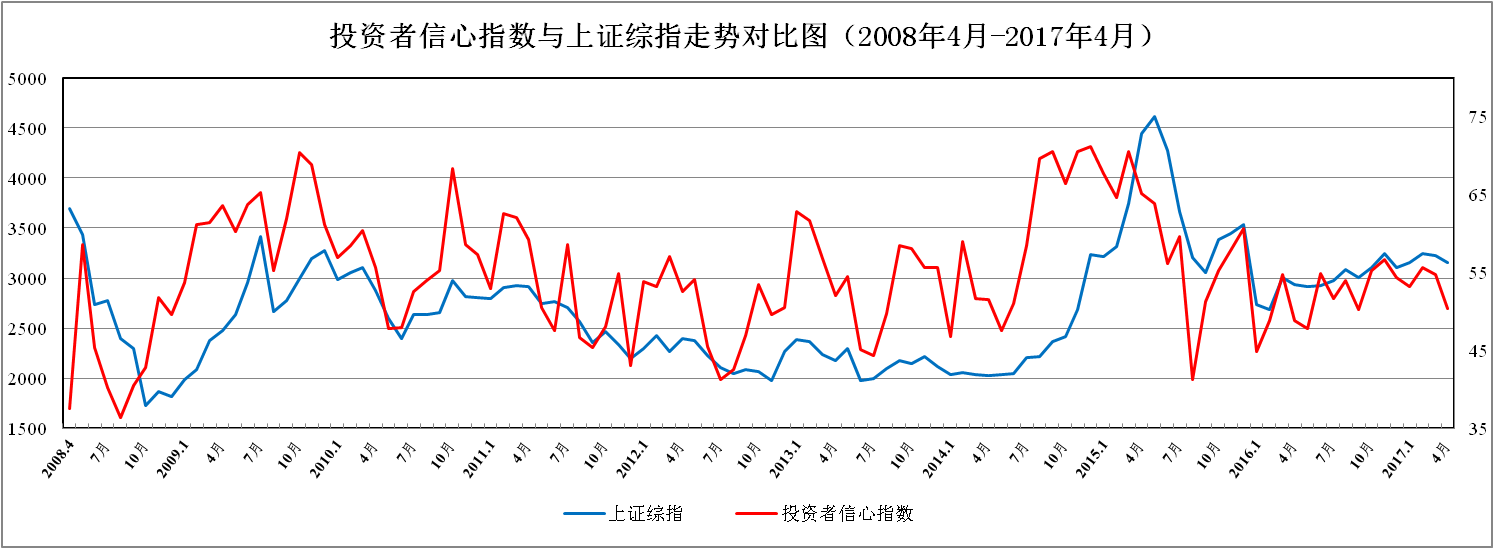 投资者信心指数与上证综指走势对比图（2008年4月-2017年4月）
5000
4500
4000
3500
3000
2500
2000
1500
75
65
55
45
35
2008.4
7月
10月
2009.1
4月
7月
10月
2010.1
4月
7月
10月
2011.1
4月
7月
10月
2012.1
4月
7月
10月
2013.1
4月
7月
10月
2014.1
4月
7月
10月
2015.1
4月
7月
10月
2016.1
4月
7月
10月
2017.1
4月
上证综指
投资者信心指数